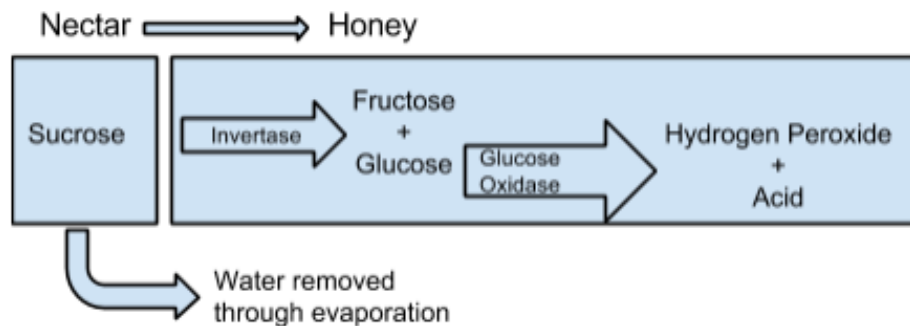 Nectar
Honey
Sucrose
Invertase
Fructose
+
Glucose
Glucose
Oxidase
Hydrogen Peroxide
+
Acid
Water removed
through evaporation